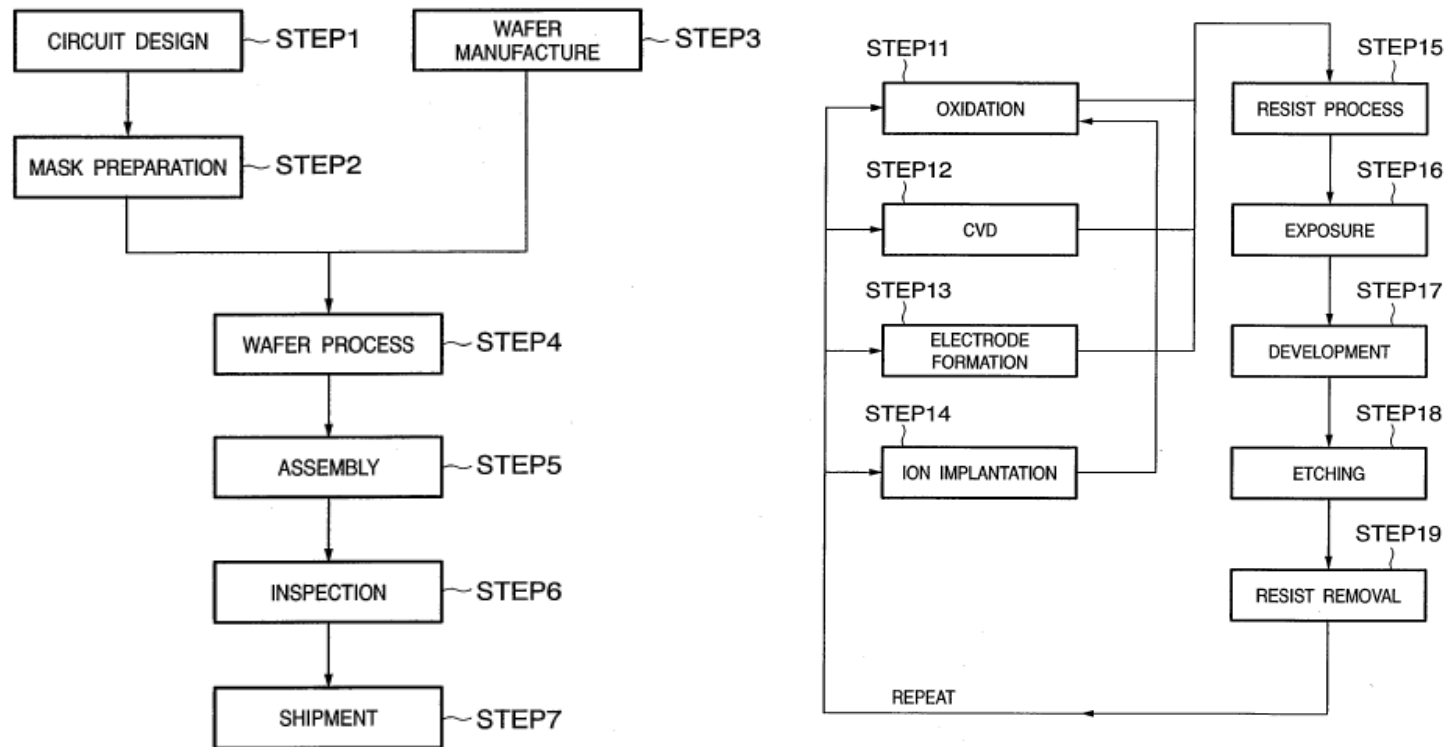 CIRCUIT DESIGN
STEP1
WAFER
MANUFACTURE
STEP3
MASK PREPARATION
STEP2
WAFER PROCESS
STEP4
ASSEMBLY
STEP5
INSPECTION
STEP6
SHIPMENT
STEP7
STEP11
OXIDATION
STEP12
CVD
STEP13
ELECTRODE
FORMATION
STEP14
ION IMPLANTATION
STEP15
RESIST PROCESS
STEP16
EXPOSURE
STEP17
DEVELOPMENT
STEP18
ETCHING
STEP19
RESIST REMOVAL
REPEAT